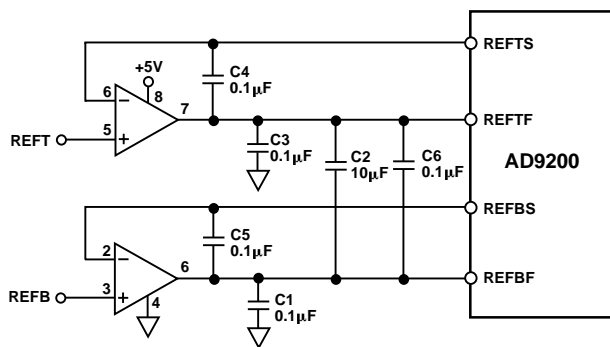 REFTS
+5V
C4
0.1µF
6
8
7
REFTF
REFT
5
C3
0.1µF
C2
10µF
C6
0.1µF
AD9200
REFBS
C5
0.1µF
2
6
REFBF
REFB
3
4
C1
0.1µF